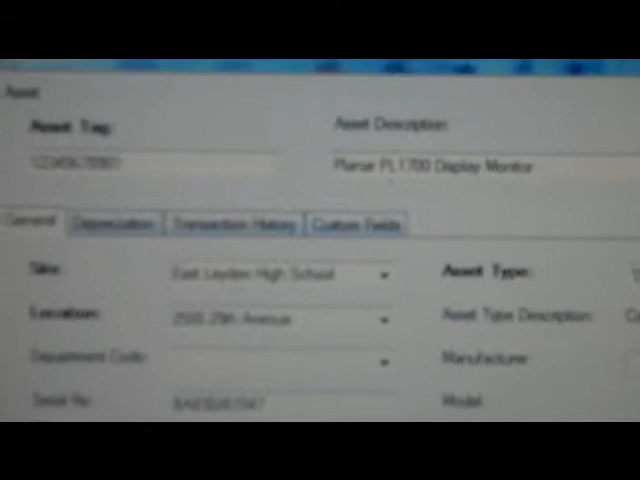 Asset
Asset Tag:
Asset Description:
Planar PL1700 Display Monitor
General
Depreciation
Transaction History
Custom Fields
Site:
East Leyden High School
Asset Type:
Location:
Avenue
Asset Type Description:
Department Code:
Manufacturer:
Serial No:
Model: